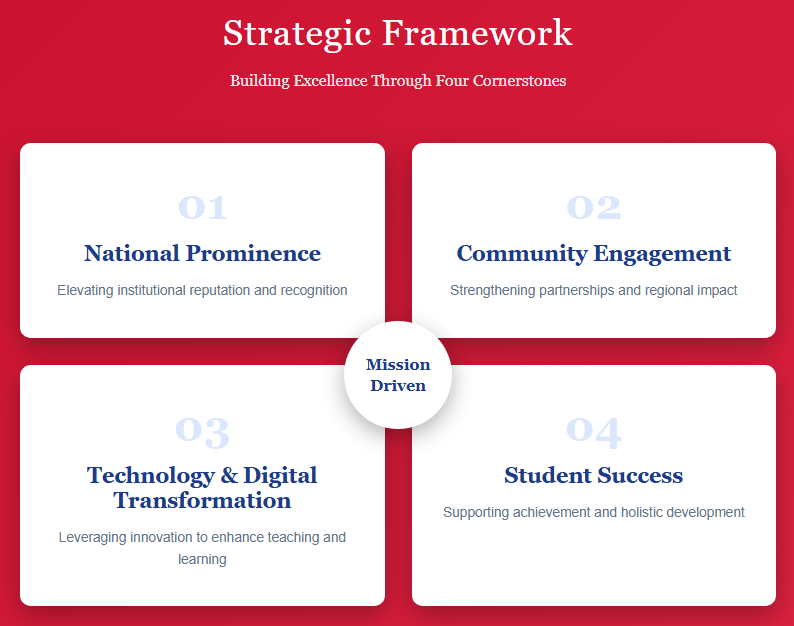 Strategic Framework
Building Excellence Through Four Cornerstones
01
National Prominence
Elevating institutional reputation and recognition
02
Community Engagement
Strengthening partnerships and regional impact
Mission
Driven
03
Technology & Digital
Transformation
Leveraging innovation to enhance teaching and
learning
04
Student Success
Supporting achievement and holistic development